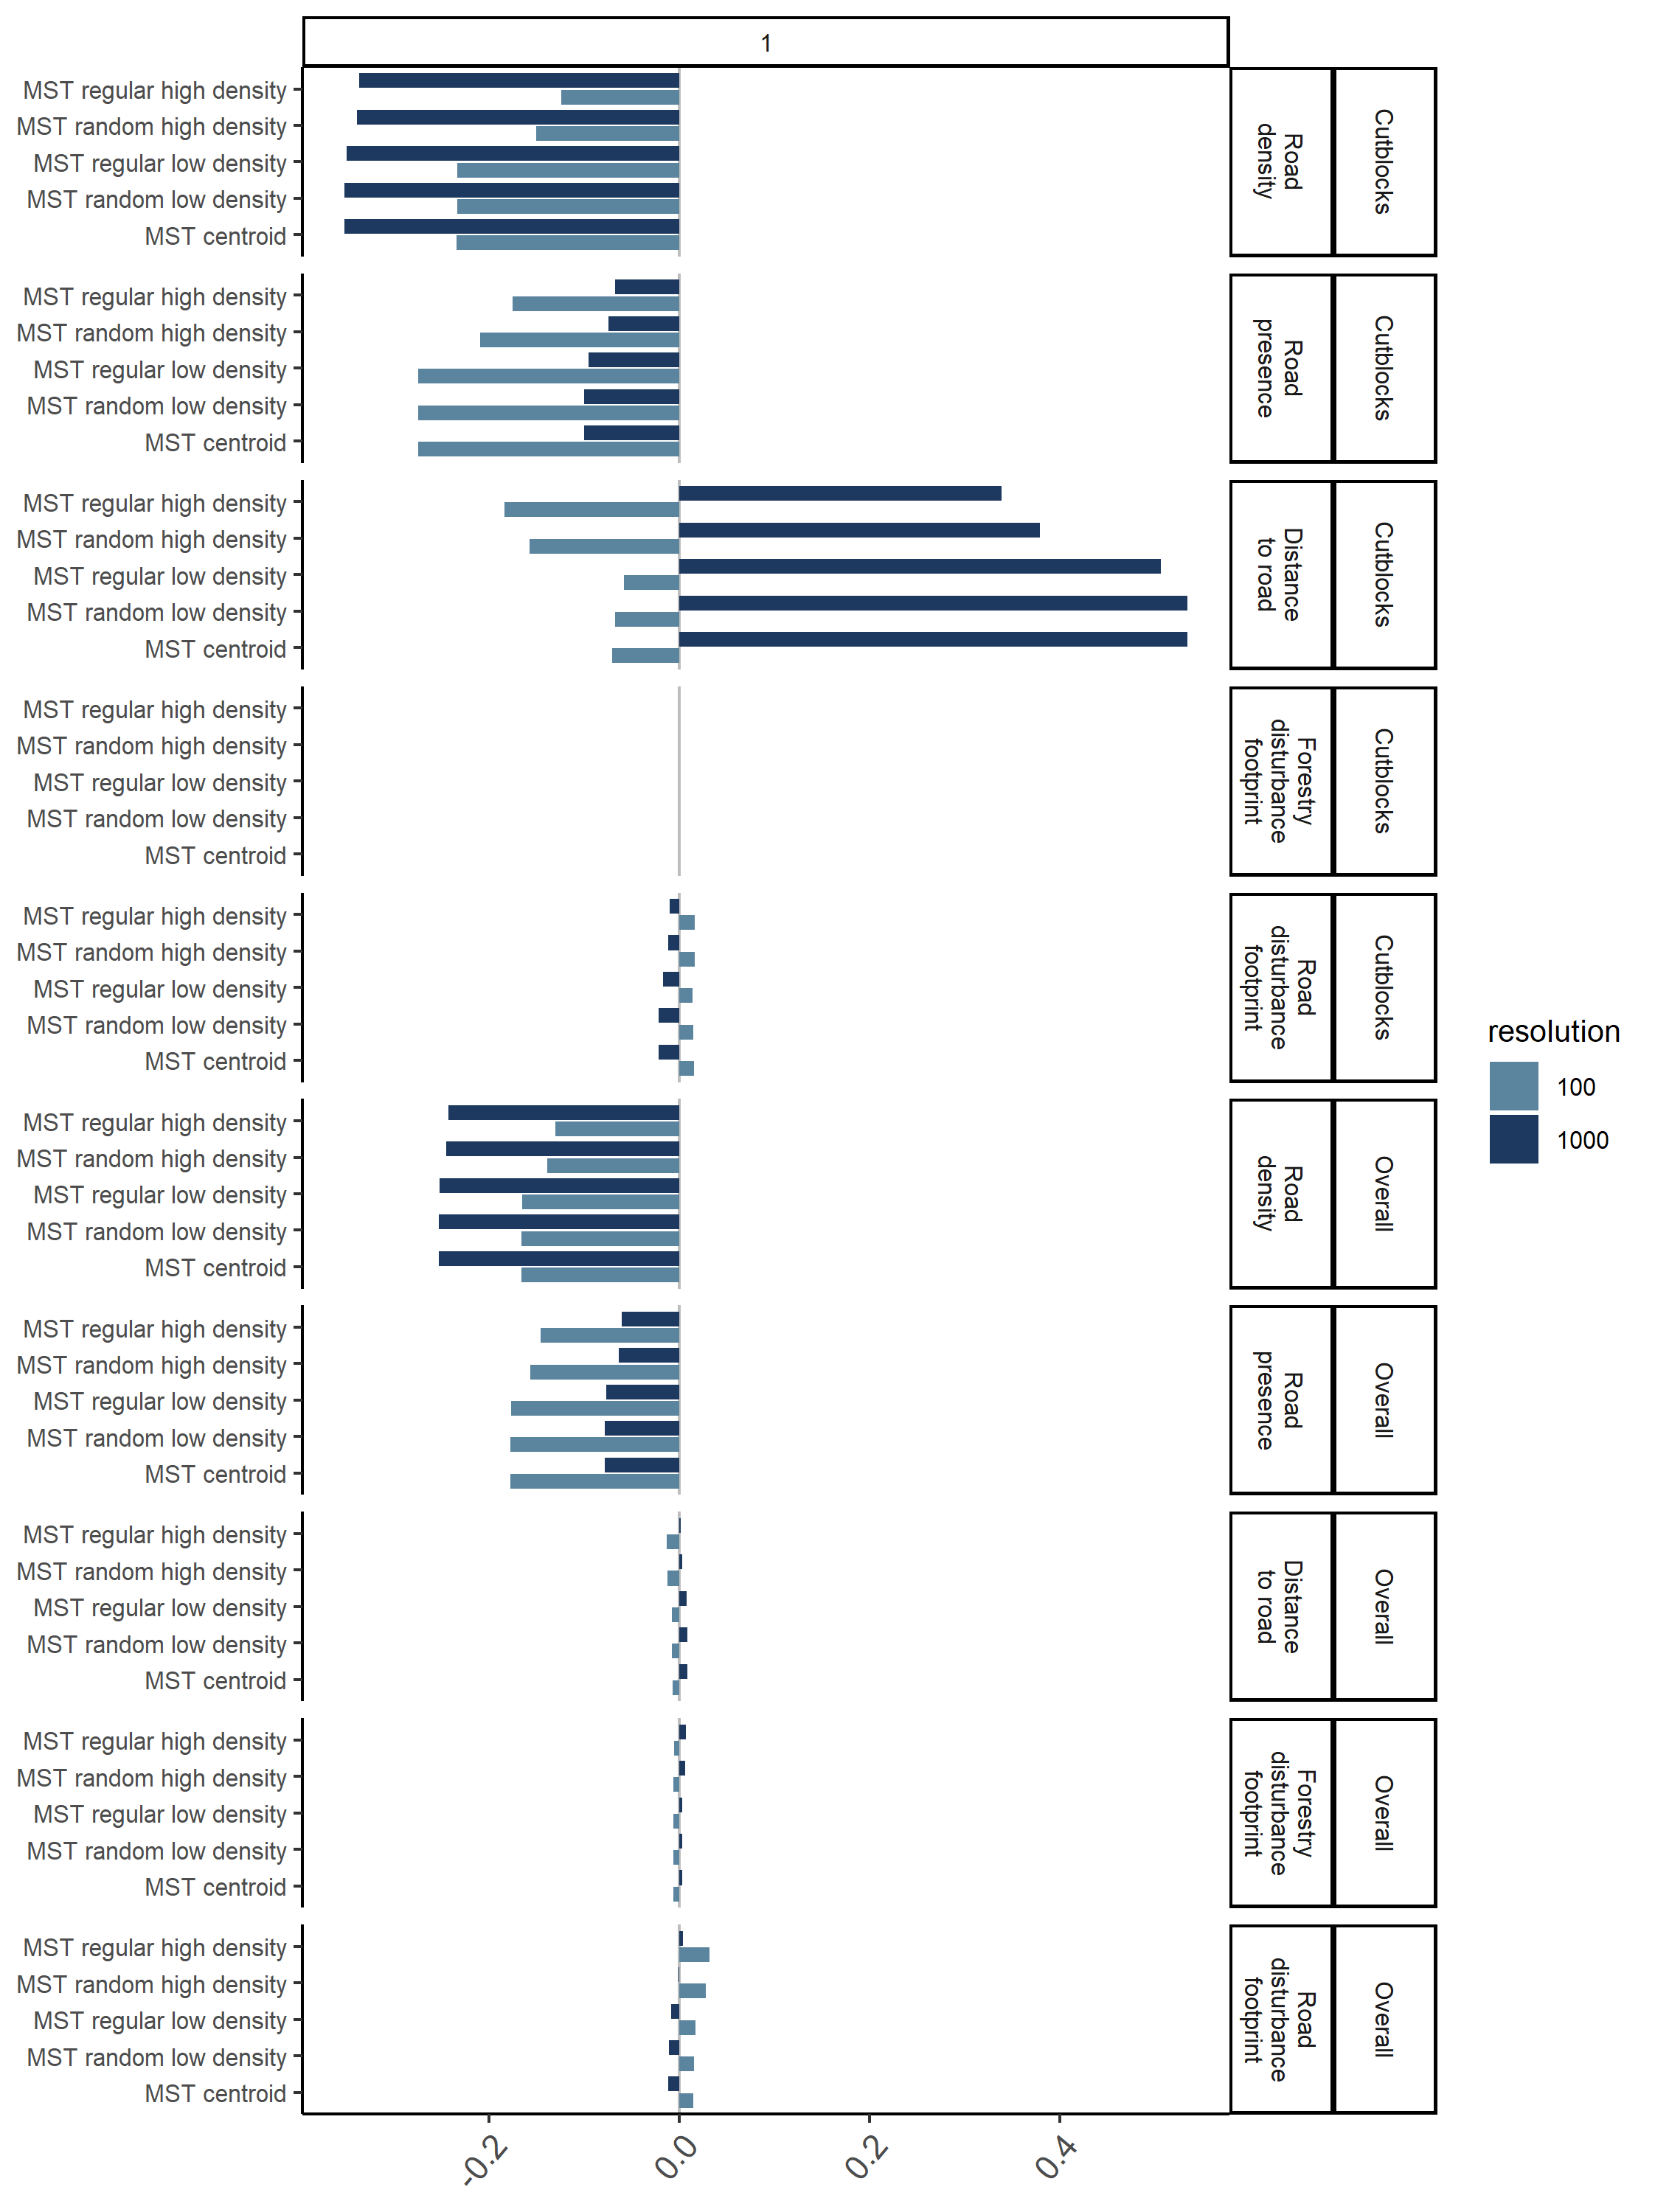 1
MST regular high density
MST random high density
MST regular low density
MST random low density
MST centroid
Road
density
Cutblocks
MST regular high density
MST random high density
MST regular low density
MST random low density
MST centroid
Road
presence
Cutblocks
MST regular high density
MST random high density
MST regular low density
MST random low density
MST centroid
Distance
to road
Cutblocks
MST regular high density
MST random high density
MST regular low density
MST random low density
MST centroid
Forestry
disturbance
footprint
Cutblocks
MST regular high density
MST random high density
MST regular low density
MST random low density
MST centroid
Road
disturbance
footprint
Cutblocks
MST regular high density
MST random high density
MST regular low density
MST random low density
MST centroid
Road
density
Overall
MST regular high density
MST random high density
MST regular low density
MST random low density
MST centroid
Road
presence
Overall
MST regular high density
MST random high density
MST regular low density
MST random low density
MST centroid
Distance
to road
Overall
MST regular high density
MST random high density
MST regular low density
MST random low density
MST centroid
Forestry
disturbance
footprint
Overall
MST regular high density
MST random high density
MST regular low density
MST random low density
MST centroid
Road
disturbance
footprint
Overall
-0.2
0.0
0.2
0.4
resolution
100
1000